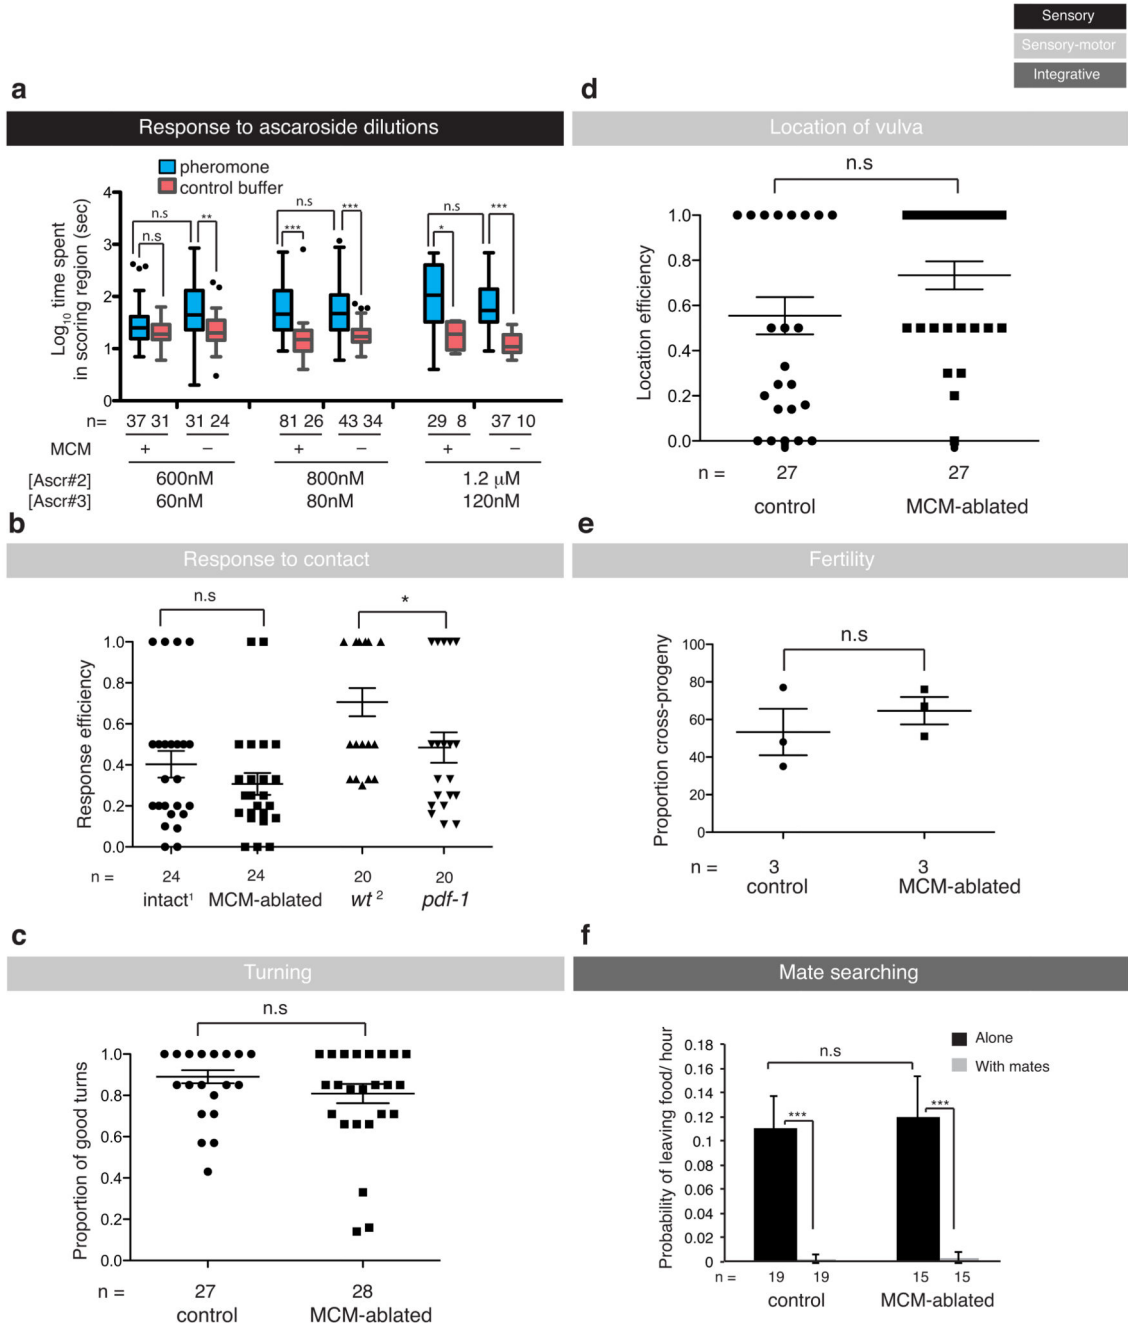 Sensory
Sensory-motor
Integrative
a
Response to ascaroside dilutions
pheromone
control buffer
Log10 time spent
in scoring region (sec)
4
3
2
1
0
n.s
n.s
**
n.s
***
***
n.s
*
***
n= 37 31 31 24 81 26 43 34 29 8 37 10
MCM + − + − + −
[Ascr#2] 600nM 800nM 1.2 μM
[Ascr#3] 60nM 80nM 120nM
b
Response to contact
n.s
*
Response efficiency
1.0
0.8
0.6
0.4
0.2
0.0
n = 24 24 20 20
intact¹ MCM-ablated wt ² pdf-1
c
Turning
n.s
Proportion of good turns
1.0
0.8
0.6
0.4
0.2
0.0
n = 27 28
control MCM-ablated
d
Location of vulva
n.s
Location efficiency
1.0
0.8
0.6
0.4
0.2
0.0
n = 27 27
control MCM-ablated
e
Fertility
n.s
Proportion cross-progeny
100
80
60
40
20
0
n = 3 3
control MCM-ablated
f
Mate searching
Alone
With mates
n.s
***
***
Probability of leaving food/ hour
0.18
0.16
0.14
0.12
0.1
0.08
0.06
0.04
0.02
0
n = 19 19 15 15
control MCM-ablated